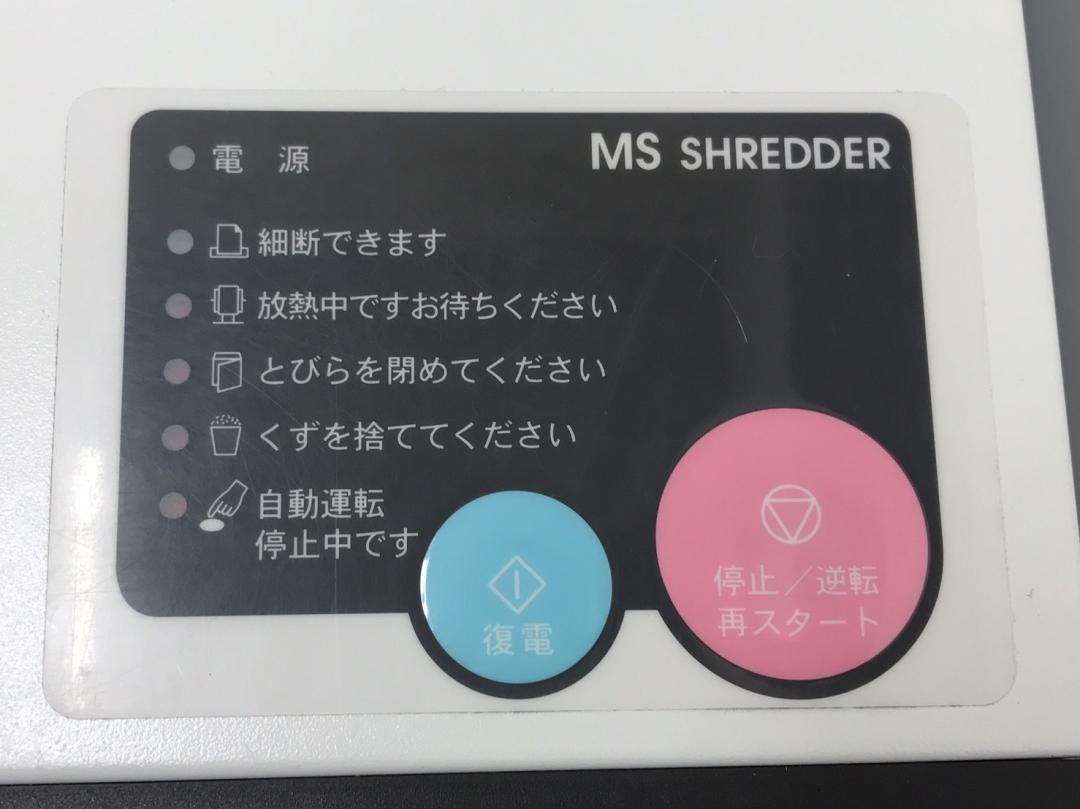 電 源
MS SHREDDER
細断できます
放熱中ですお待ちください
とびらを閉めてください
くずを捨ててください
自動運転
停止中です
復電
停止／逆転
再スタート